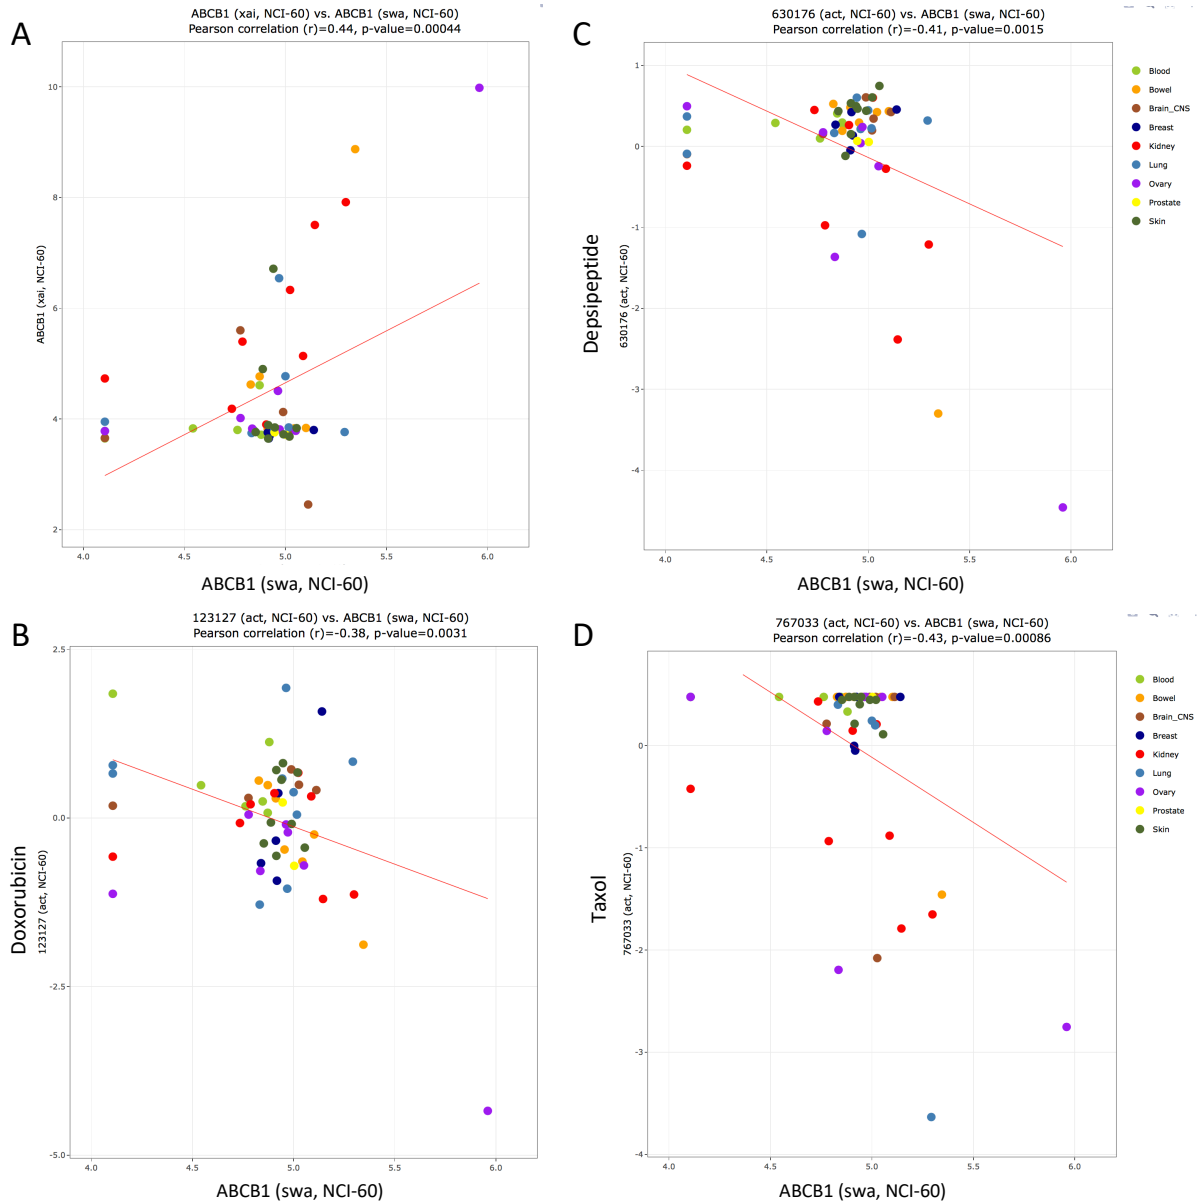 A
ABCB1 (xai, NCI-60) vs. ABCB1 (swa, NCI-60)
Pearson correlation (r)=0.44, p-value=0.00044
10
8
6
4
2
ABCB1 (xai, NCI-60)
4.0 4.5 5.0 5.5 6.0
ABCB1 (swa, NCI-60)
C
630176 (act, NCI-60) vs. ABCB1 (swa, NCI-60)
Pearson correlation (r)=-0.41, p-value=0.0015
1
0
-1
-2
-3
-4
Depsipeptide
630176 (act, NCI-60)
4.0 4.5 5.0 5.5 6.0
ABCB1 (swa, NCI-60)
Blood
Bowel
Brain_CNS
Breast
Kidney
Lung
Ovary
Prostate
Skin
B
123127 (act, NCI-60) vs. ABCB1 (swa, NCI-60)
Pearson correlation (r)=-0.38, p-value=0.0031
2.5
0.0
-2.5
-5.0
Doxorubicin
123127 (act, NCI-60)
4.0 4.5 5.0 5.5 6.0
ABCB1 (swa, NCI-60)
D
767033 (act, NCI-60) vs. ABCB1 (swa, NCI-60)
Pearson correlation (r)=-0.43, p-value=0.00086
0
-1
-2
-3
-4
Taxol
767033 (act, NCI-60)
4.0 4.5 5.0 5.5 6.0
ABCB1 (swa, NCI-60)
Blood
Bowel
Brain_CNS
Breast
Kidney
Lung
Ovary
Prostate
Skin